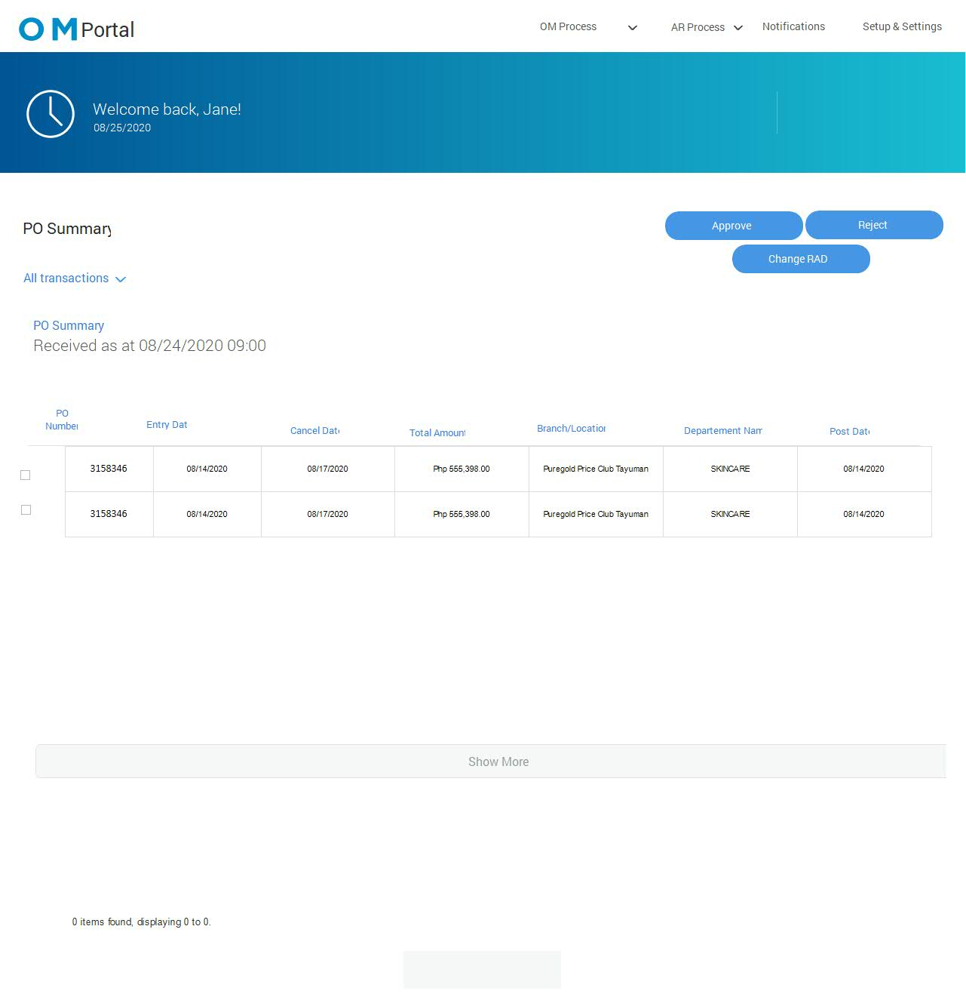 OM Portal
OM Process
AR Process
Notifications
Setup & Settings
Welcome back, Jane!
08/25/2020
PO Summary
Approve
Reject
Change RAD
All transactions
PO Summary
Received as at 08/24/2020 09:00
PO
Number
Entry Dat
Cancel Date
Total Amount
Branch/Location
Departement Nam
Post Date
3158346 08/14/2020 08/17/2020 Php 555,398.00 Puregold Price Club Tayuman SKINCARE 08/14/2020
3158346 08/14/2020 08/17/2020 Php 555,398.00 Puregold Price Club Tayuman SKINCARE 08/14/2020
Show More
0 items found, displaying 0 to 0.